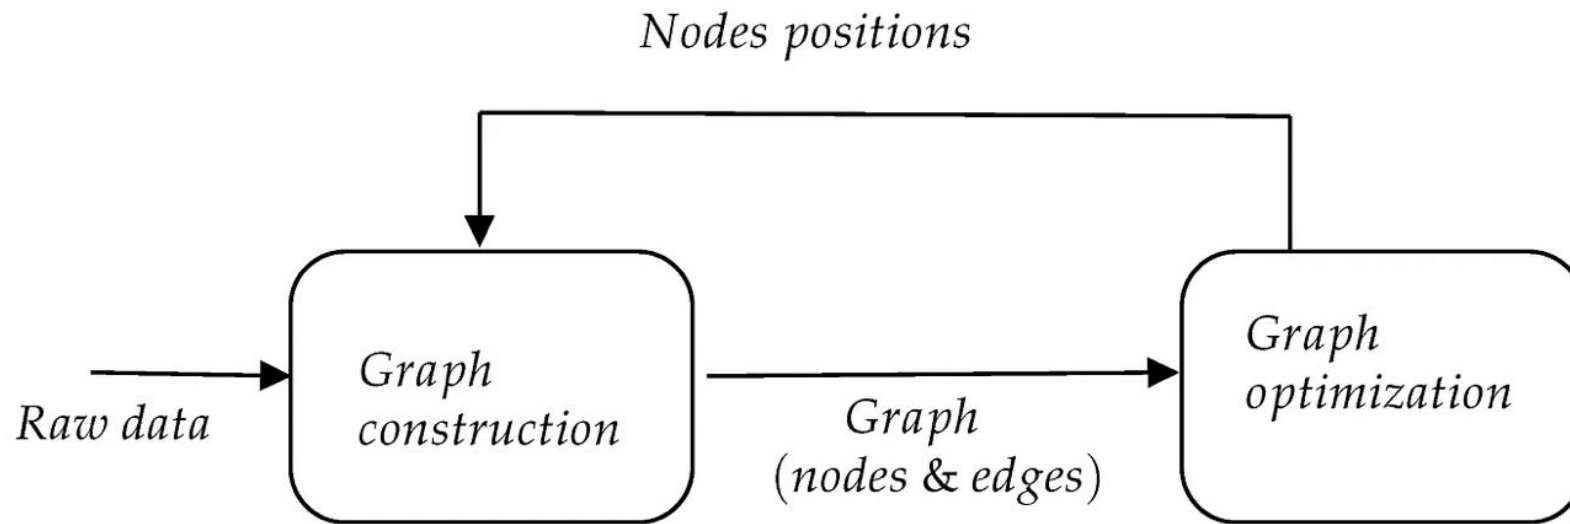 Nodes positions
Raw data
Graph
construction
Graph
(nodes & edges)
Graph
optimization